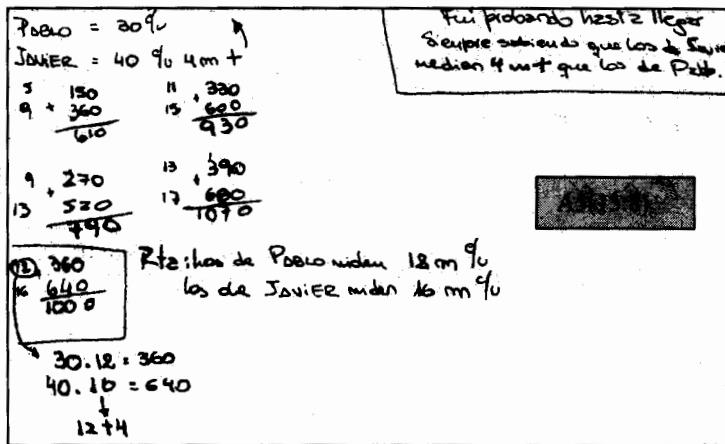 PABLO = 30 c/u
JAVIER = 40 c/u 4m +
Fui probando hasta llegar
Siempre sabiendo que los de Javier
median 4 m + que los de Pablo.
5 150
9 + 360
610
11 330
15 + 600
930
9 270
13 + 520
790
13 390
17 + 680
1070
12 360
16 640
1000
Rta: los de PABLO miden 12 m c/u
los de JAVIER miden 16 m c/u
30.12 = 360
40.16 = 640
12+4